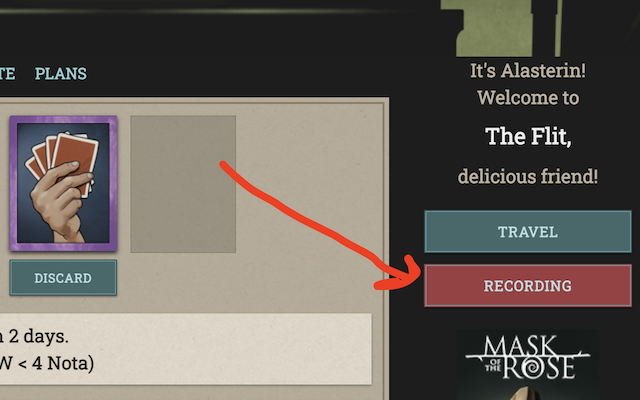 TE PLANS
It's Alasterin!
Welcome to
The Flit,
delicious friend!
TRAVEL
RECORDING
DISCARD
n 2 days.
W < 4 Nota)
MASK
OF THE ROSE